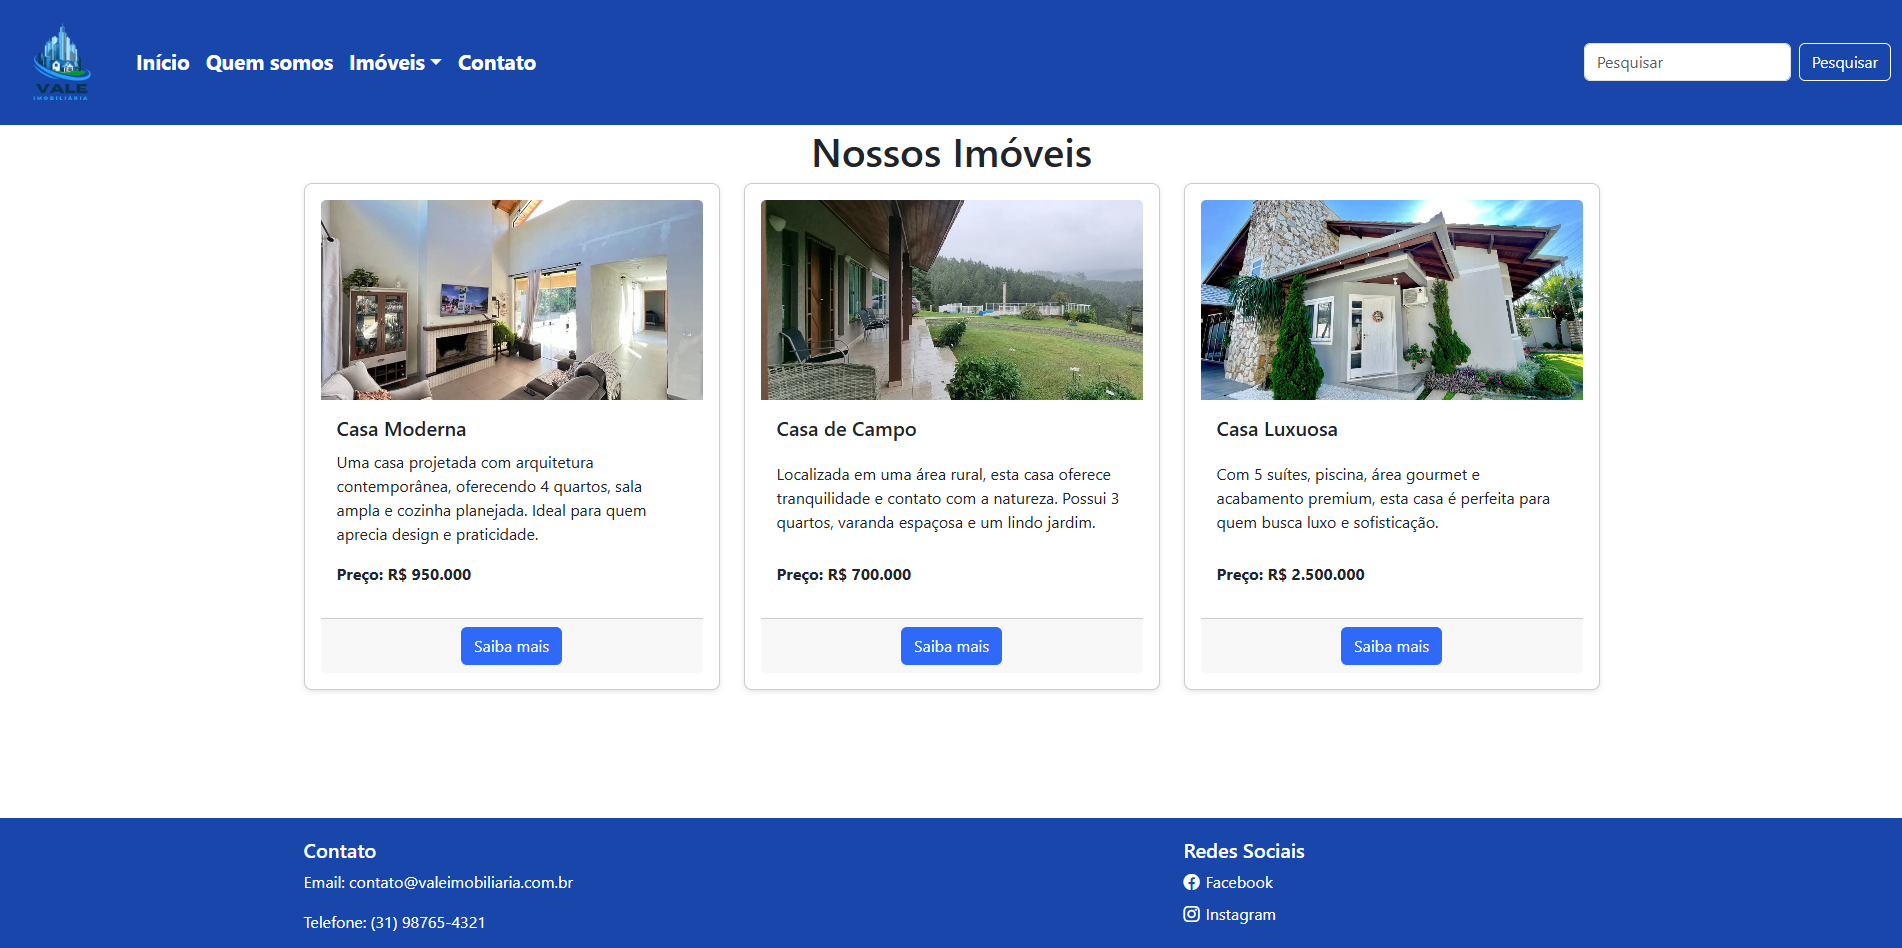 VALE
IMOBILIÁRIA
Início Quem somos Imóveis Contato
Pesquisar Pesquisar
Nossos Imóveis
Casa Moderna
Uma casa projetada com arquitetura
contemporânea, oferecendo 4 quartos, sala
ampla e cozinha planejada. Ideal para quem
aprecia design e praticidade.
Preço: R$ 950.000
Saiba mais
Casa de Campo
Localizada em uma área rural, esta casa oferece
tranquilidade e contato com a natureza. Possui 3
quartos, varanda espaçosa e um lindo jardim.
Preço: R$ 700.000
Saiba mais
Casa Luxuosa
Com 5 suítes, piscina, área gourmet e
acabamento premium, esta casa é perfeita para
quem busca luxo e sofisticação.
Preço: R$ 2.500.000
Saiba mais
Contato
Email: contato@valeimobiliaria.com.br
Telefone: (31) 98765-4321
Redes Sociais
Facebook
Instagram